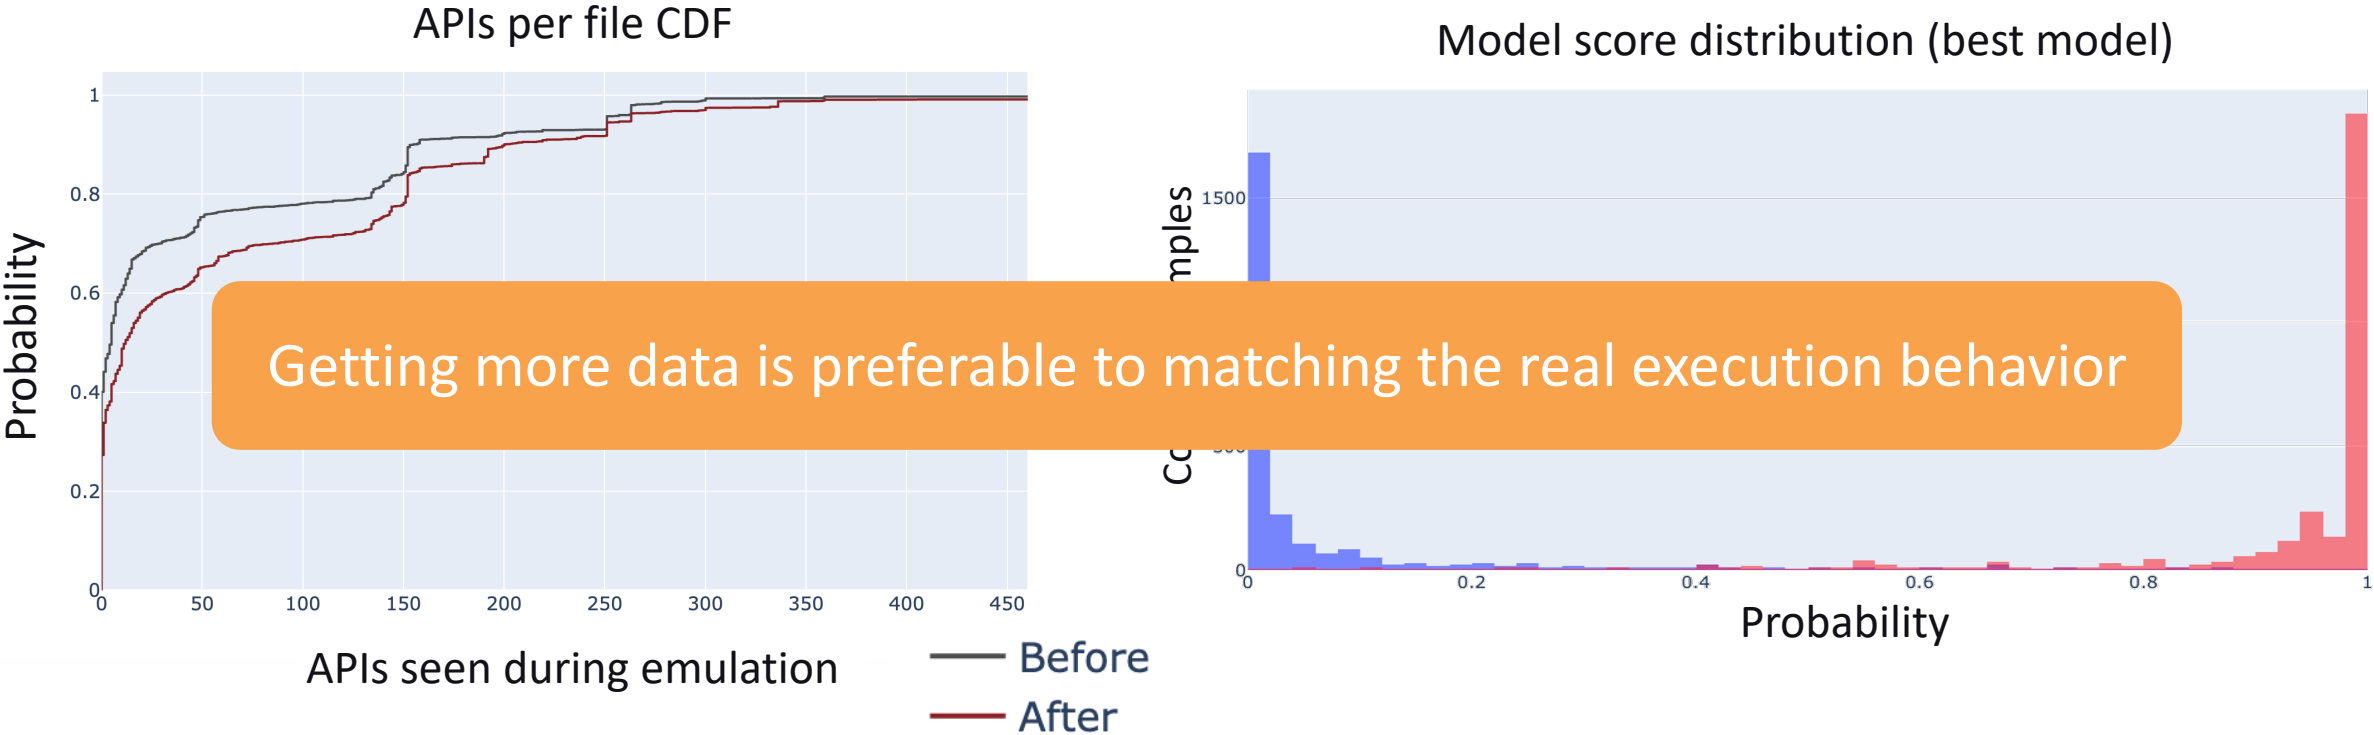 APIs per file CDF
Model score distribution (best model)
1
0.8
0.6
0.4
0.2
0
0 50 100 150 200 250 300 350 400 450
Probability
APIs seen during emulation
Before
After
Getting more data is preferable to matching the real execution behavior
1500
0
0 0.2 0.4 0.6 0.8 1
Probability